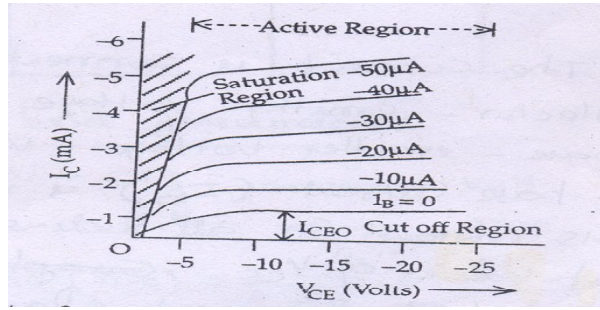 Active Region
-6
-5
-4
-3
-2
-1
O
I_C (mA)
Saturation
Region
-50µA
-40µA
-30µA
-20µA
-10µA
I_B = 0
I_CEO Cut off Region
-5 -10 -15 -20 -25
V_CE (Volts)